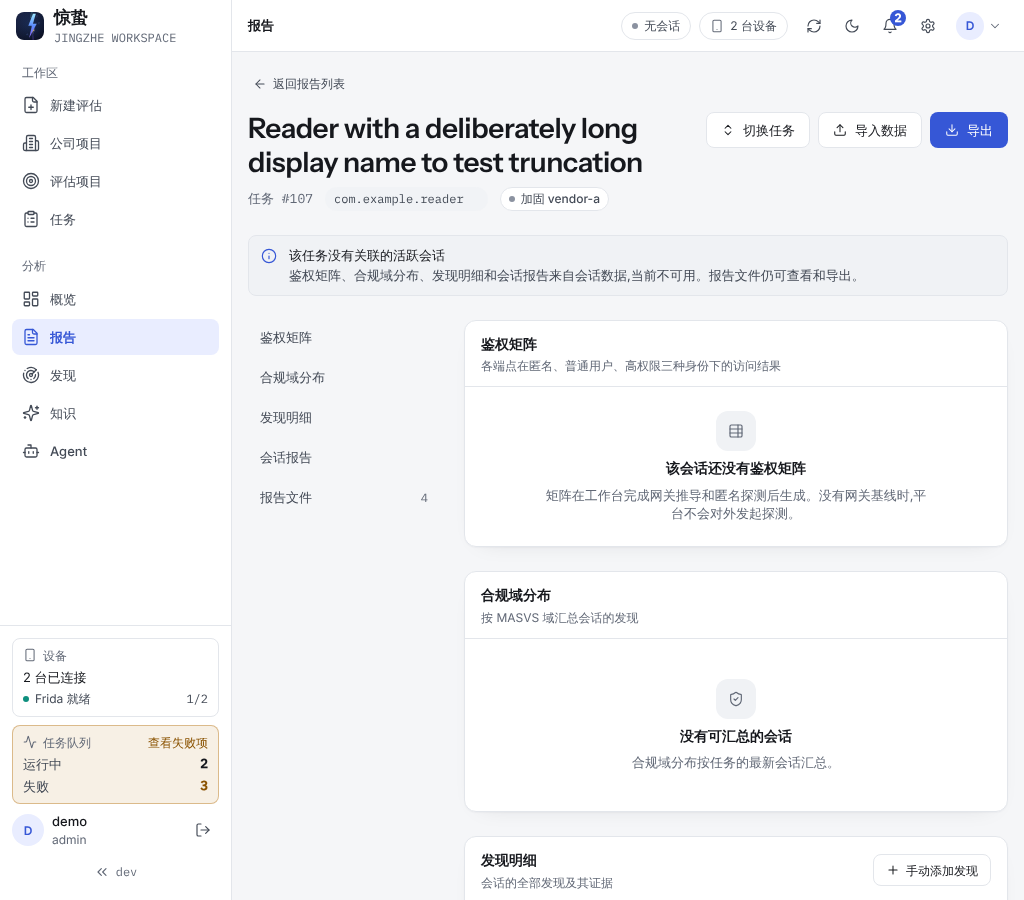 惊蛰
JINGZHE WORKSPACE
工作区
新建评估
公司项目
评估项目
任务
分析
概览
报告
发现
知识
Agent
设备
2 台已连接
Frida 就绪 1/2
任务队列 查看失败项
运行中 2
失败 3
D demo
admin
dev
报告
无会话
2 台设备
2
D
返回报告列表
Reader with a deliberately long
display name to test truncation
切换任务
导入数据
导出
任务 #107 com.example.reader 加固 vendor-a
该任务没有关联的活跃会话
鉴权矩阵、合规域分布、发现明细和会话报告来自会话数据,当前不可用。报告文件仍可查看和导出。
鉴权矩阵
合规域分布
发现明细
会话报告
报告文件 4
鉴权矩阵
各端点在匿名、普通用户、高权限三种身份下的访问结果
该会话还没有鉴权矩阵
矩阵在工作台完成网关推导和匿名探测后生成。没有网关基线时,平
台不会对外发起探测。
合规域分布
按 MASVS 域汇总会话的发现
没有可汇总的会话
合规域分布按任务的最新会话汇总。
发现明细
会话的全部发现及其证据
手动添加发现